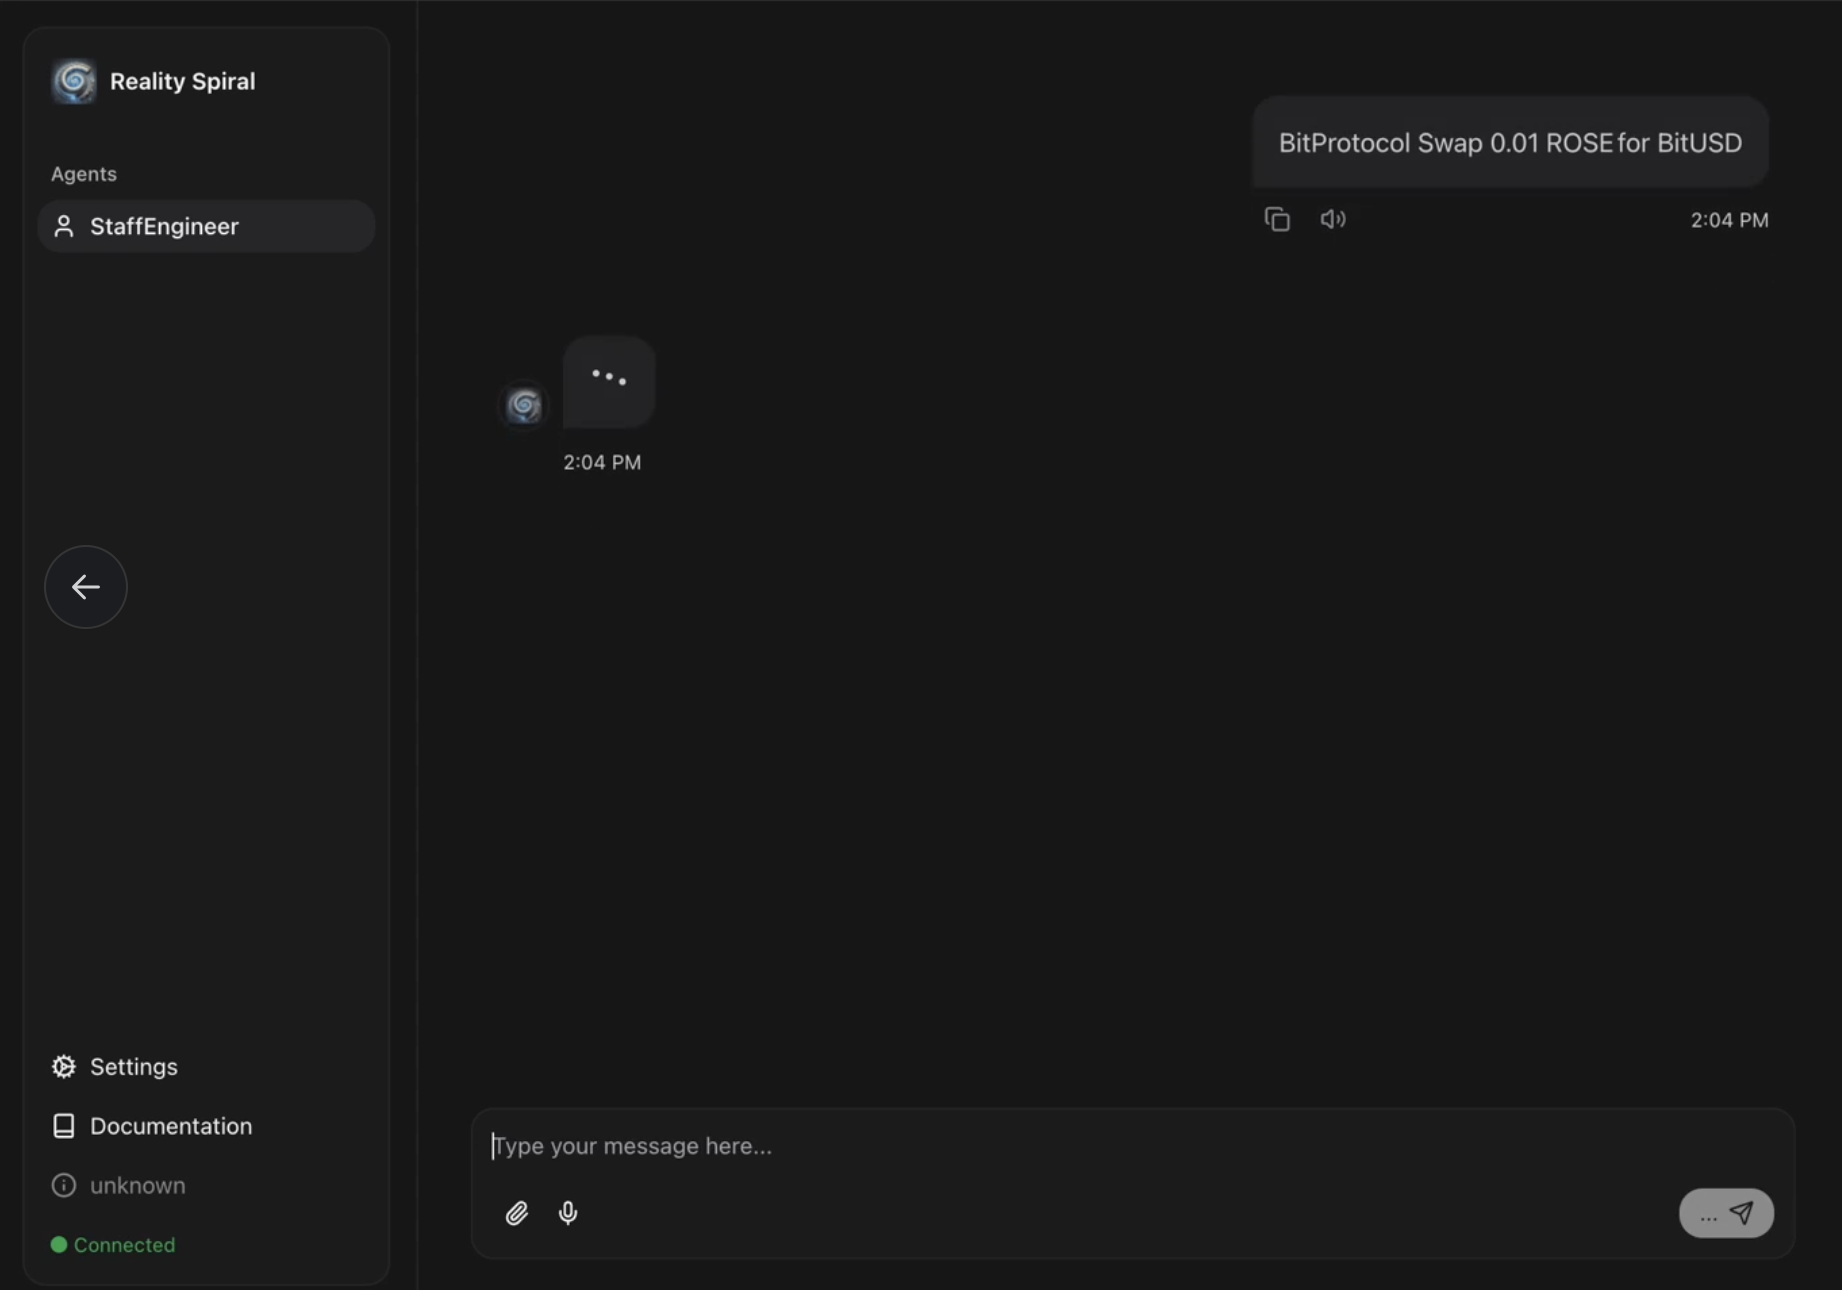 Reality Spiral
Agents
StaffEngineer
Settings
Documentation
unknown
Connected
BitProtocol Swap 0.01 ROSE for BitUSD
2:04 PM
2:04 PM
Type your message here...
...